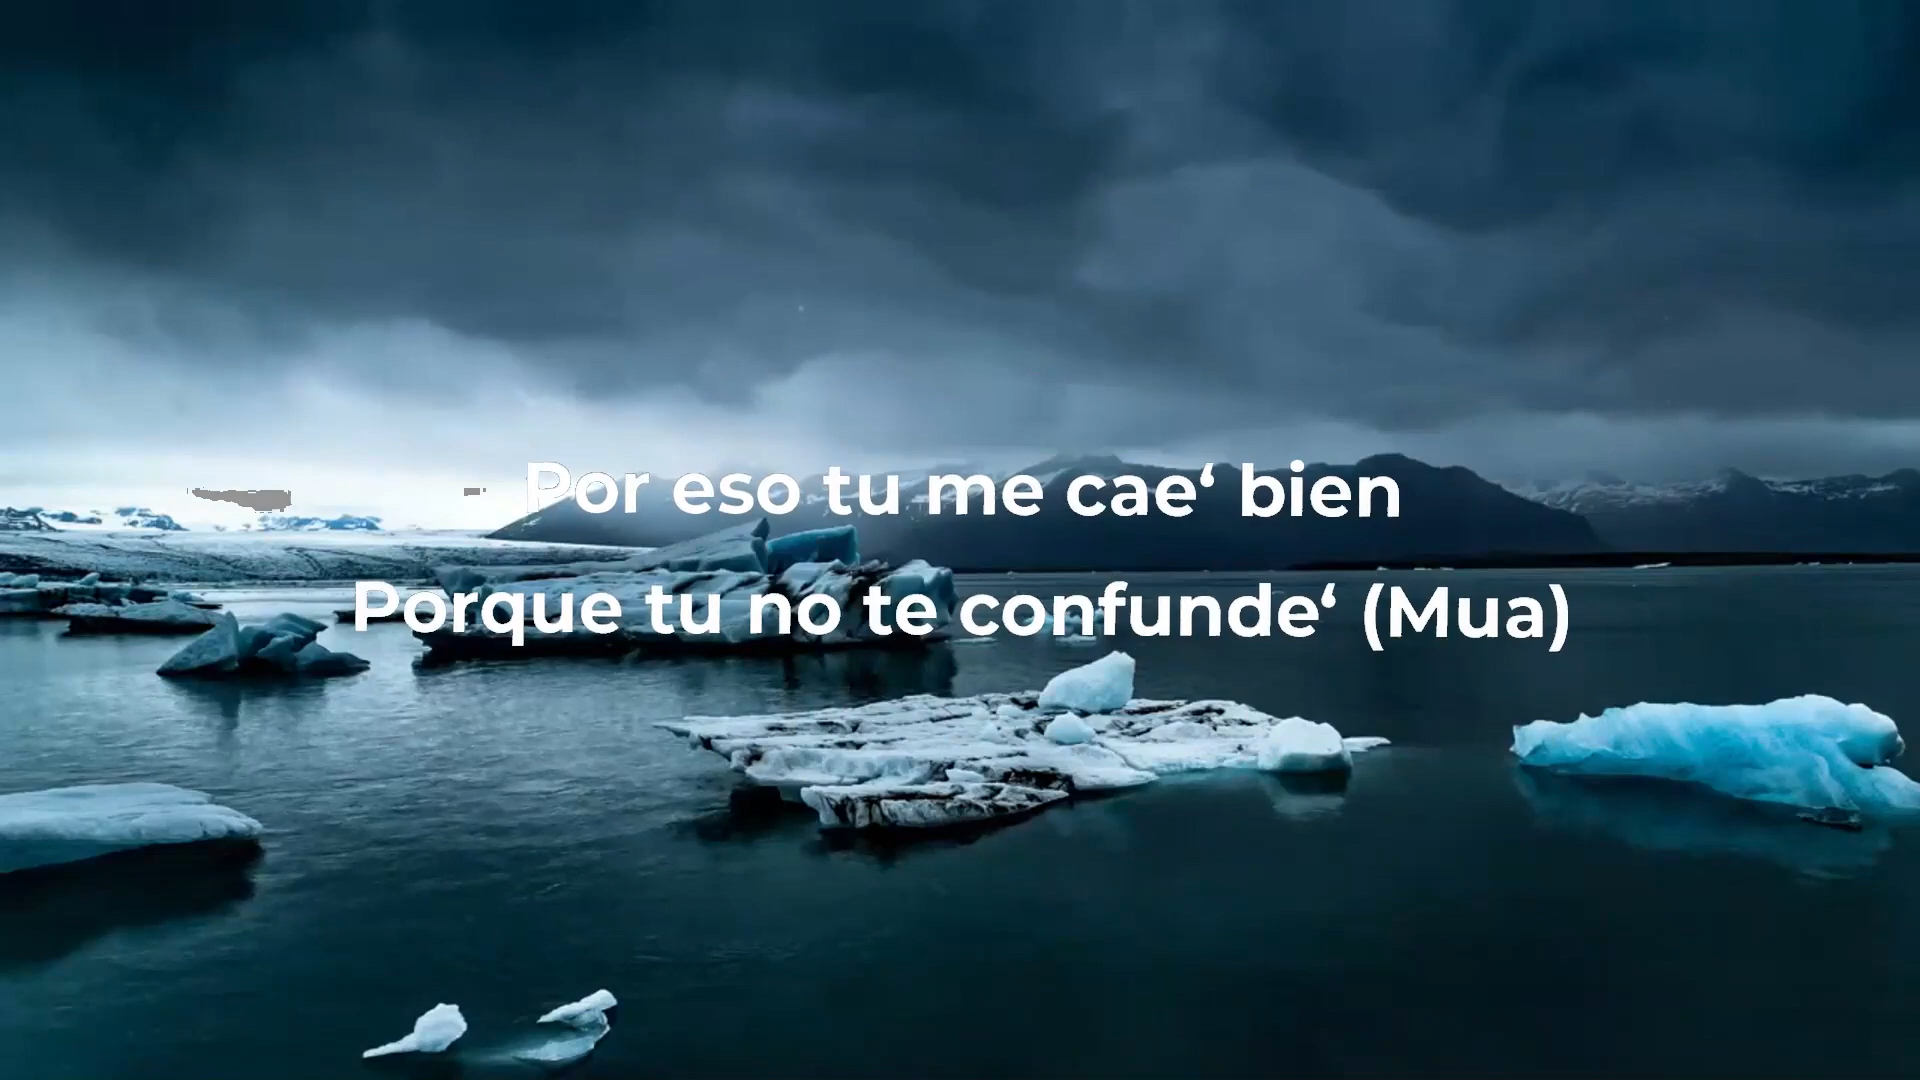 Por eso tu me cae‘ bien
Porque tu no te confunde‘ (Mua)